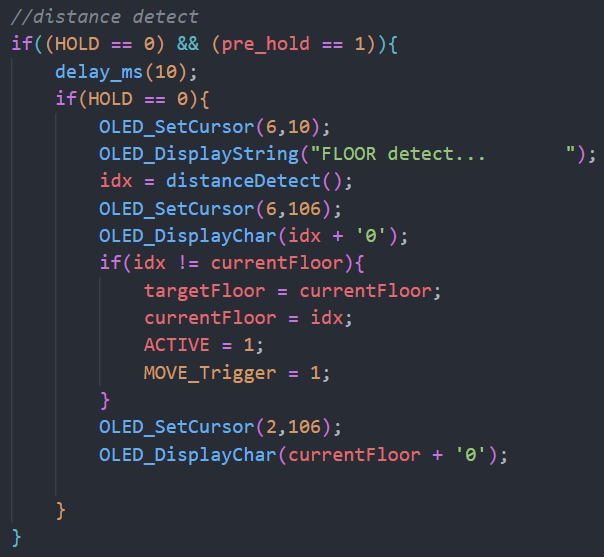 //distance detect
if((HOLD == 0) && (pre_hold == 1)){
    delay_ms(10);
    if(HOLD == 0){
        OLED_SetCursor(6,10);
        OLED_DisplayString("FLOOR detect...       ");
        idx = distanceDetect();
        OLED_SetCursor(6,106);
        OLED_DisplayChar(idx + '0');
        if(idx != currentFloor){
            targetFloor = currentFloor;
            currentFloor = idx;
            ACTIVE = 1;
            MOVE_Trigger = 1;
        }
        OLED_SetCursor(2,106);
        OLED_DisplayChar(currentFloor + '0');
    }
}